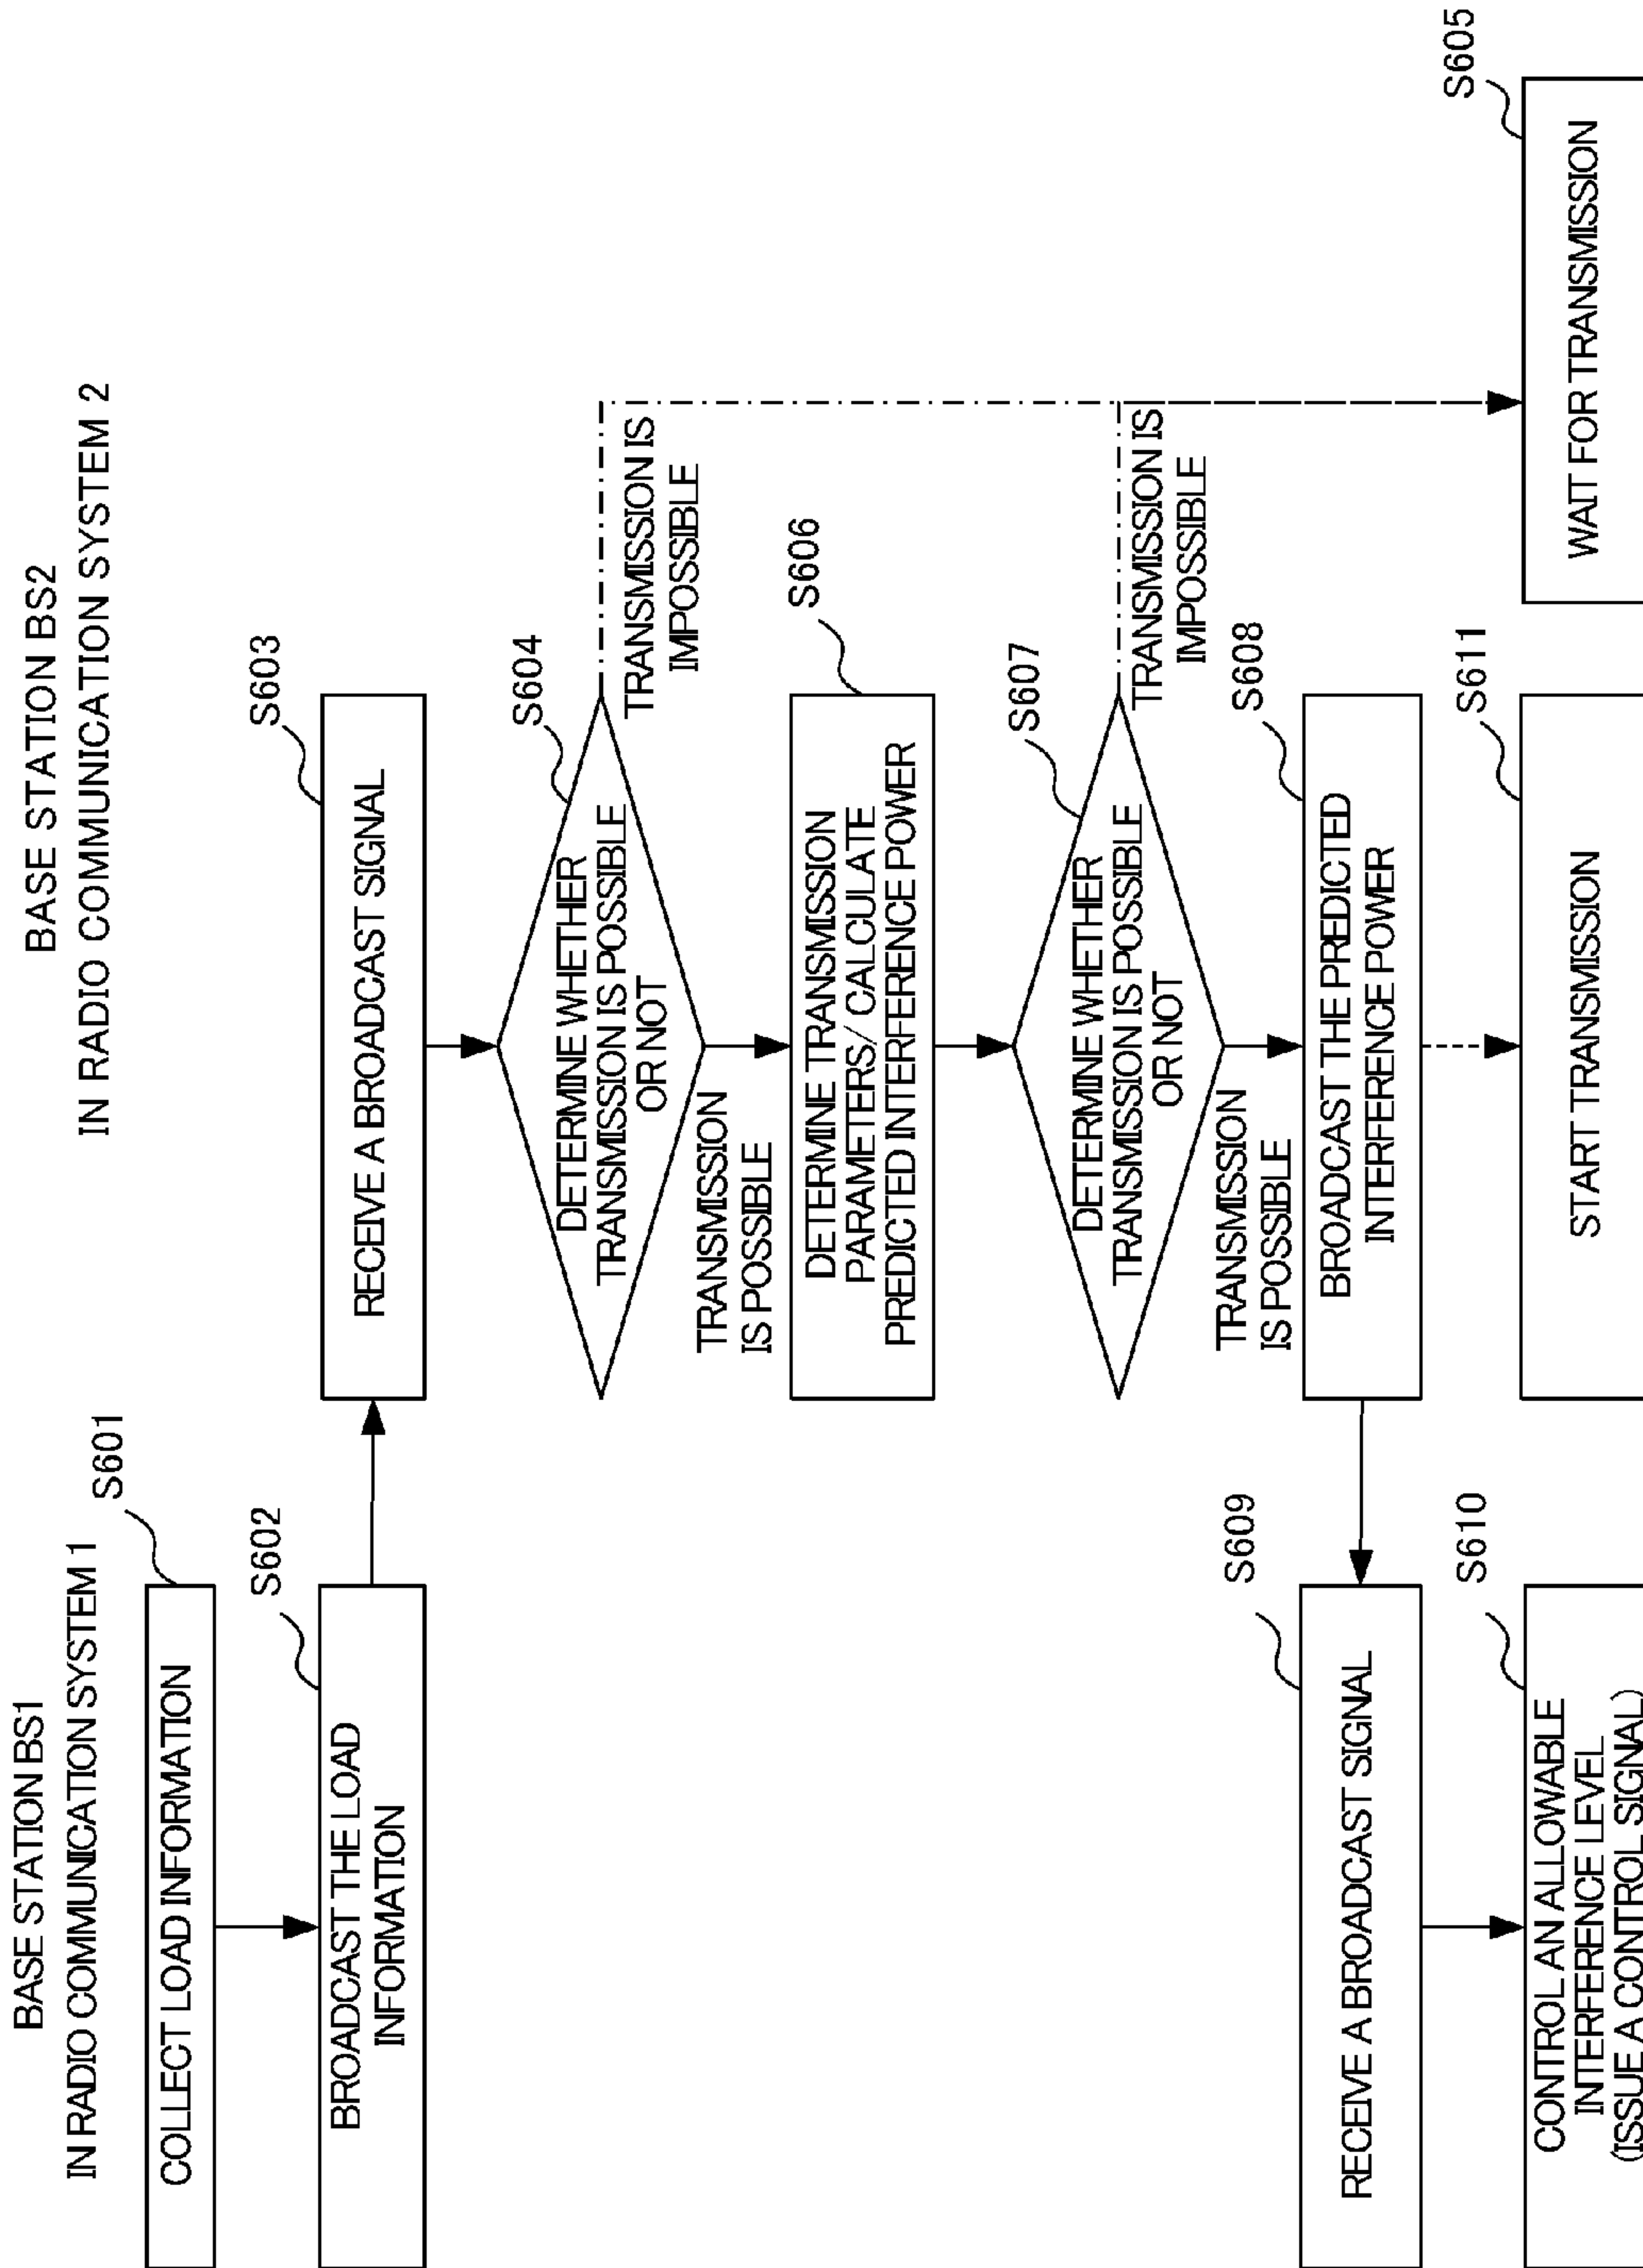 BASE STATION BS1
IN RADIO COMMUNICATION SYSTEM 1
S601
COLLECT LOAD INFORMATION
S602
BROADCAST THE LOAD
INFORMATION
BASE STATION BS2
IN RADIO COMMUNICATION SYSTEM 2
S603
RECEIVE A BROADCAST SIGNAL
S604
DETERMINE WHETHER
TRANSMISSION IS POSSIBLE
OR NOT
TRANSMISSION IS
IMPOSSIBLE
TRANSMISSION
IS POSSIBLE
S606
DETERMINE TRANSMISSION
PARAMETERS/ CALCULATE
PREDICTED INTERFERENCE POWER
S607
DETERMINE WHETHER
TRANSMISSION IS POSSIBLE
OR NOT
TRANSMISSION IS
IMPOSSIBLE
TRANSMISSION
IS POSSIBLE
S608
BROADCAST THE PREDICTED
INTERFERENCE POWER
S609
RECEIVE A BROADCAST SIGNAL
S610
CONTROL AN ALLOWABLE
INTERFERENCE LEVEL
(ISSUE A CONTROL SIGNAL)
S611
START TRANSMISSION
S605
WAIT FOR TRANSMISSION